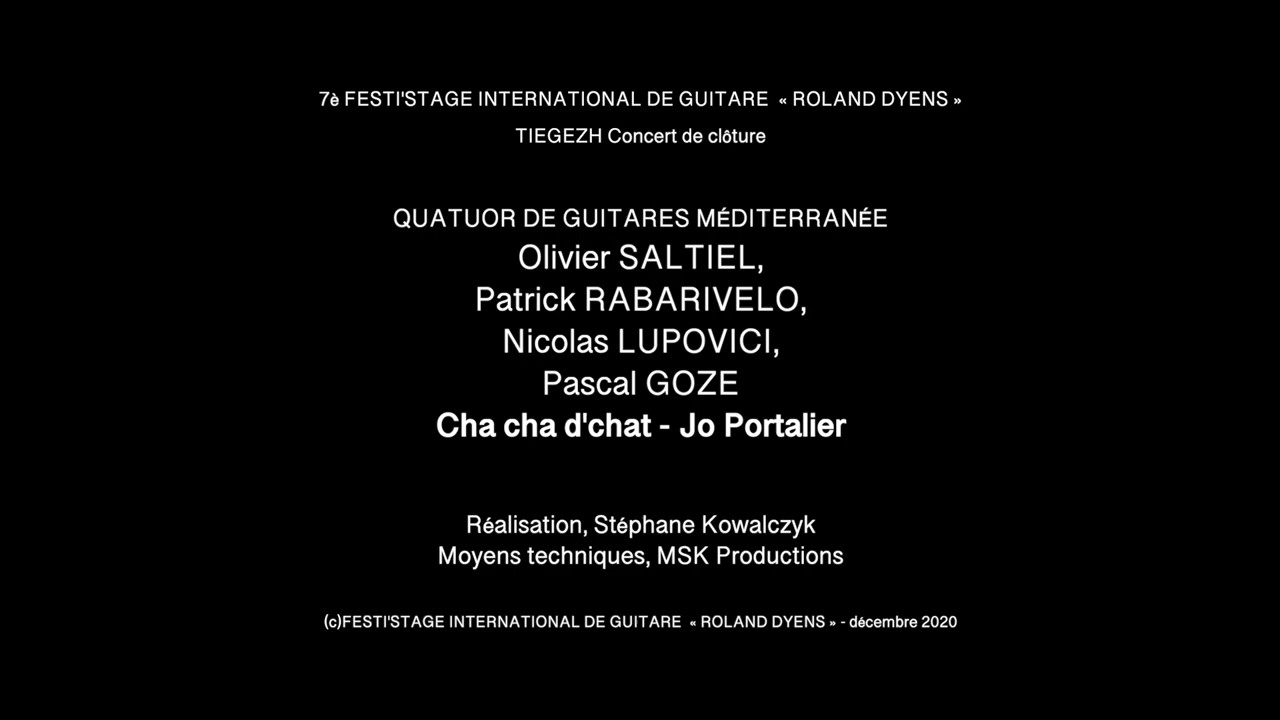 7è FESTI'STAGE INTERNATIONAL DE GUITARE « ROLAND DYENS »
TIEGEZH Concert de clôture
QUATUOR DE GUITARES MÉDITERRANÉE
Olivier SALTIEL,
Patrick RABARIVELO,
Nicolas LUPOVICI,
Pascal GOZE
Cha cha d'chat - Jo Portalier
Réalisation, Stéphane Kowalczyk
Moyens techniques, MSK Productions
(c)FESTI'STAGE INTERNATIONAL DE GUITARE « ROLAND DYENS » - décembre 2020